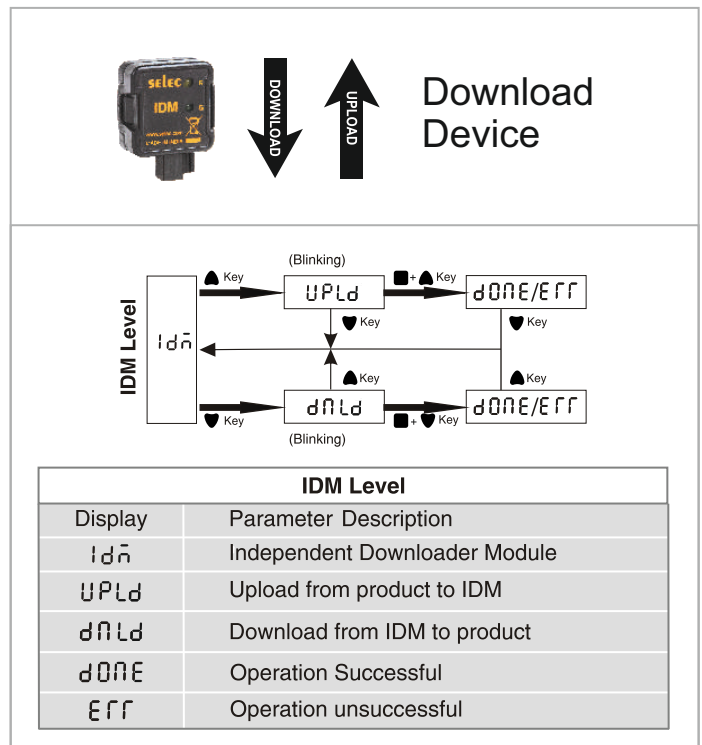 SELEC
IDM
DOWNLOAD
UPLOAD
Download
Device
IDM Level
(Blinking)
Key
UPLd
+ Key
dONE/Err
Key
Key
Idm
Key
Key
Key
dNLd
+ Key
dONE/Err
(Blinking)
IDM Level
Display Parameter Description
Idm Independent Downloader Module
UPLd Upload from product to IDM
dNLd Download from IDM to product
dONE Operation Successful
Err Operation unsuccessful